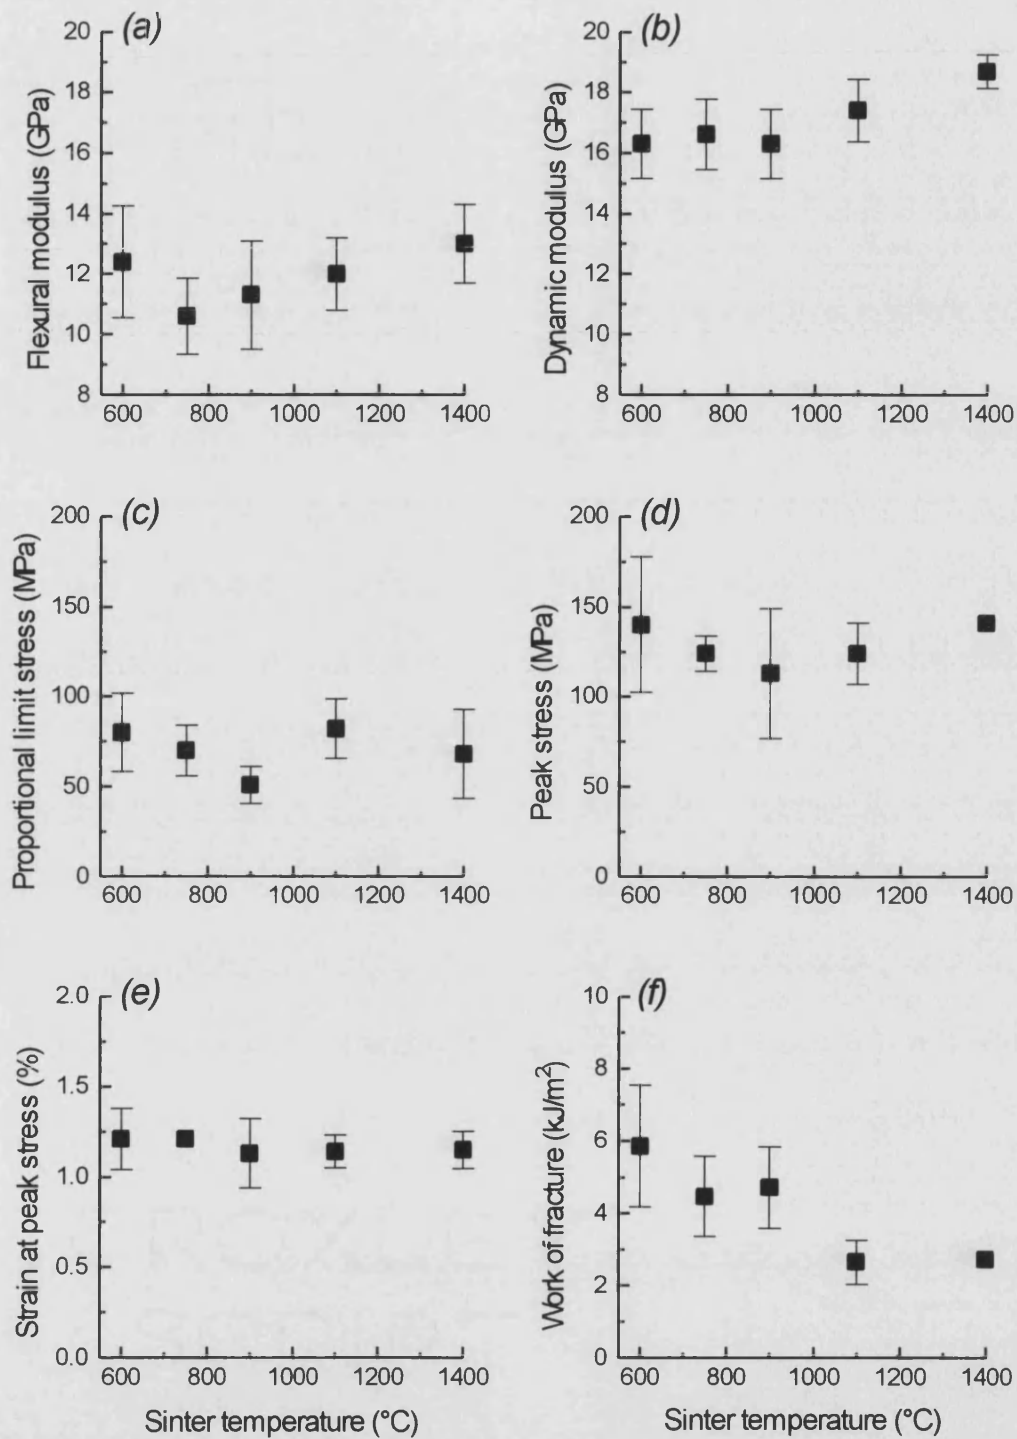 (a)
Flexural modulus (GPa)
20
18
16
14
12
10
8
600 800 1000 1200 1400
(b)
Dynamic modulus (GPa)
20
18
16
14
12
10
8
600 800 1000 1200 1400
(c)
Proportional limit stress (MPa)
200
150
100
50
0
600 800 1000 1200 1400
(d)
Peak stress (MPa)
200
150
100
50
0
600 800 1000 1200 1400
(e)
Strain at peak stress (%)
2.0
1.5
1.0
0.5
0.0
600 800 1000 1200 1400
Sinter temperature (°C)
(f)
Work of fracture (kJ/m²)
10
8
6
4
2
0
600 800 1000 1200 1400
Sinter temperature (°C)